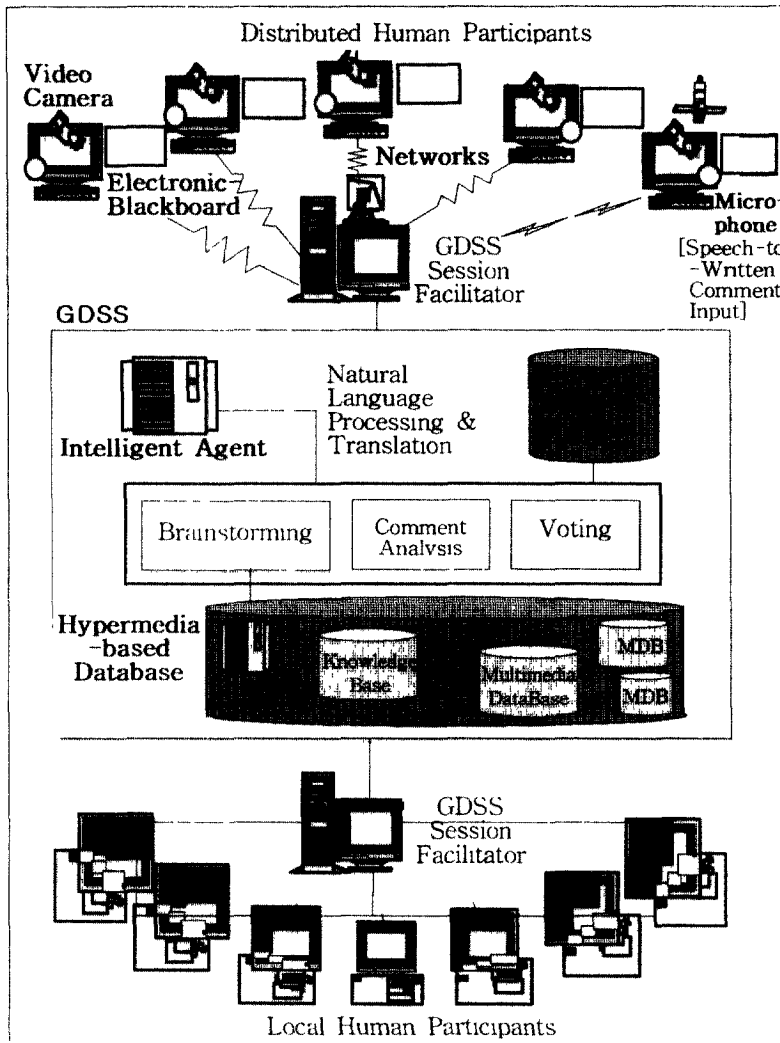 Distributed Human Participants
Video
Camera
Networks
Electronic-
Blackboard
Micro-
phone
[Speech-to
-Written
Comment
Input]
GDSS
Session
Facilitator
GDSS
Natural
Language
Processing &
Translation
Intelligent Agent
Brainstorming
Comment
Analysis
Voting
Hypermedia
-based
Database
Knowledge
Base
Multimedia
DataBase
MDB
MDB
GDSS
Session
Facilitator
Local Human Participants